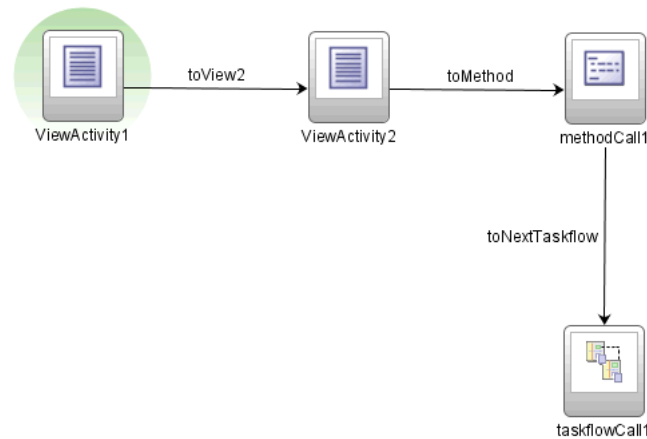 toView2
toMethod
ViewActivity1
ViewActivity2
methodCall1
toNextTaskflow
taskflowCall1